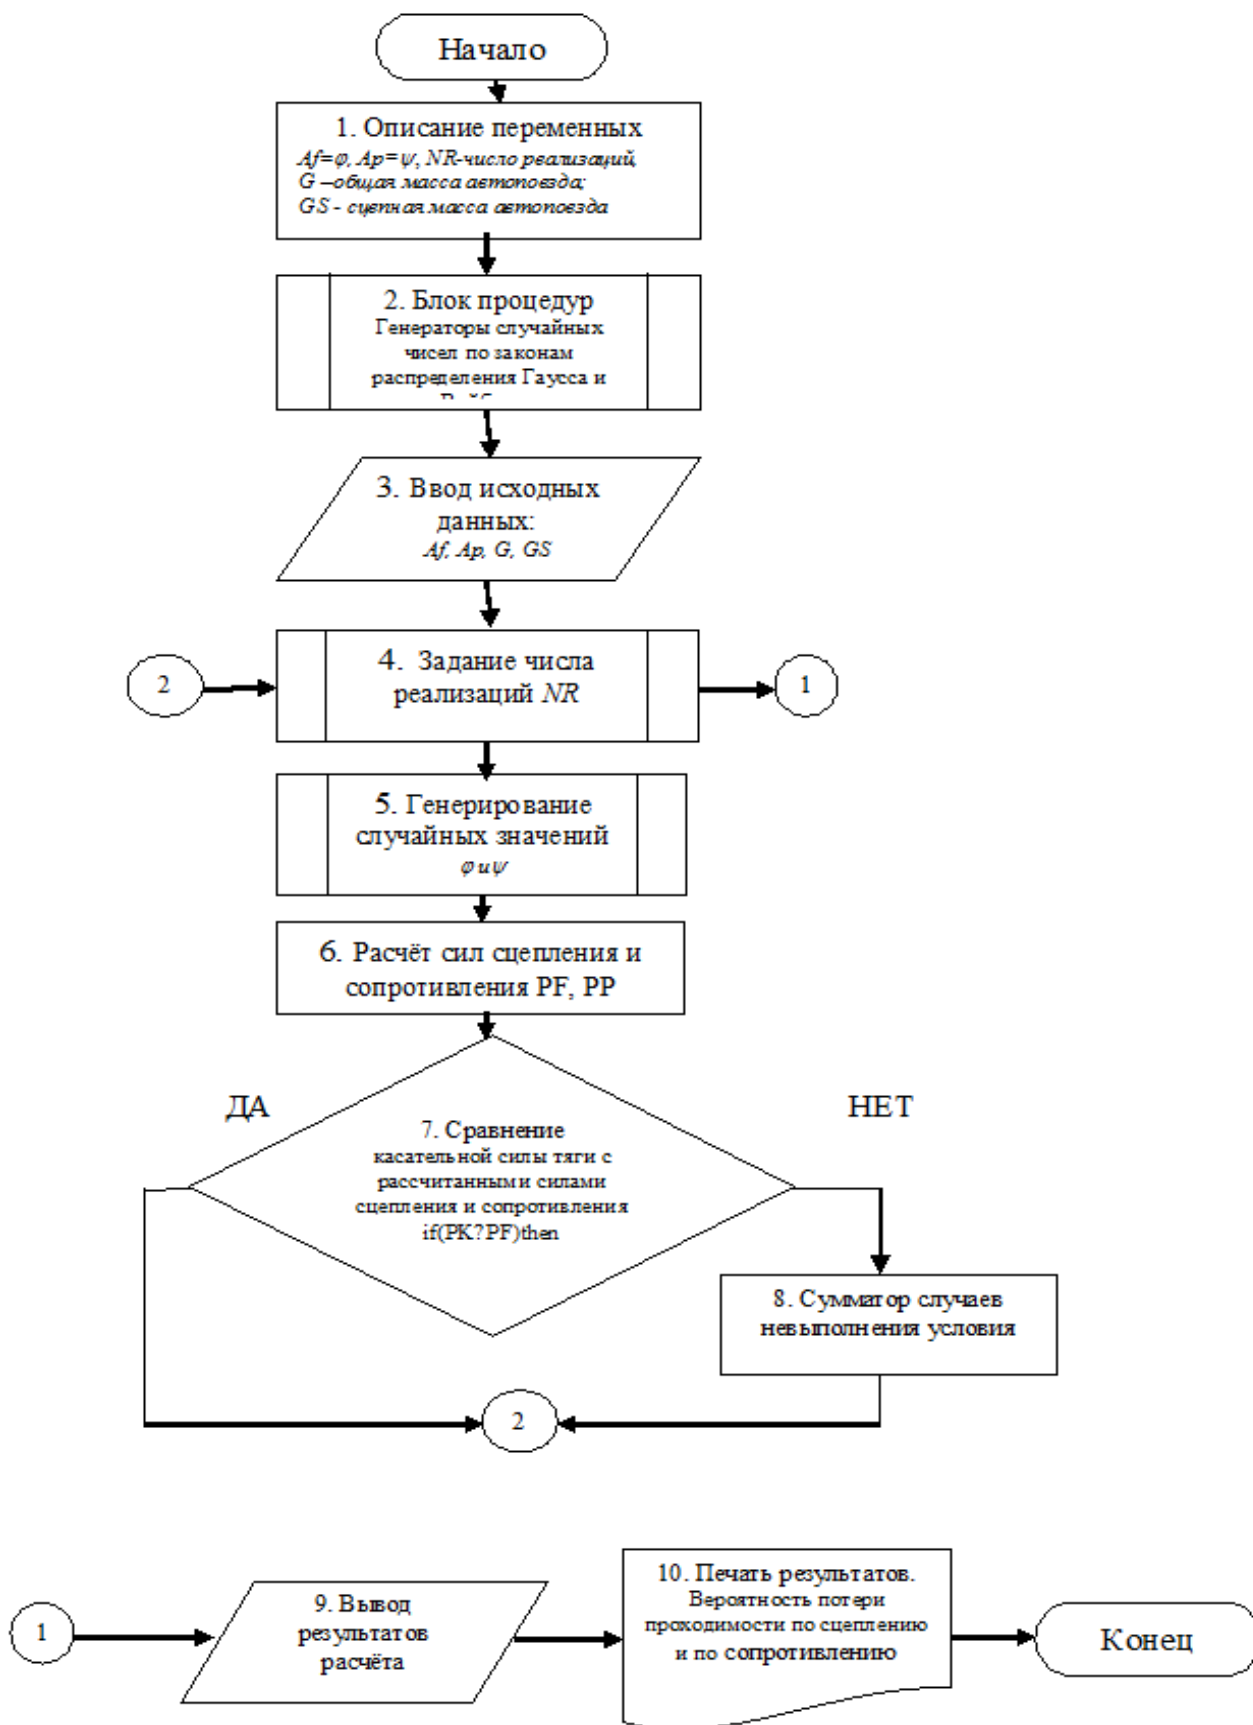 Начало
1. Описание переменных
Af=φ, Ap=ψ, NR-число реализаций,
G –общая масса автопоезда;
GS - сцепная масса автопоезда
2. Блок процедур
Генераторы случайных
чисел по законам
распределения Гаусса и
3. Ввод исходных
данных:
Af, Ap, G, GS
2
4. Задание числа
реализаций NR
1
5. Генерирование
случайных значений
φ и ψ
6. Расчёт сил сцепления и
сопротивления PF, PP
ДА
НЕТ
7. Сравнение
касательной силы тяги с
рассчитанными силами
сцепления и сопротивления
if(PK?PF)then
8. Сумматор случаев
невыполнения условия
2
1
9. Вывод
результатов
расчёта
10. Печать результатов.
Вероятность потери
проходимости по сцеплению
и по сопротивлению
Конец